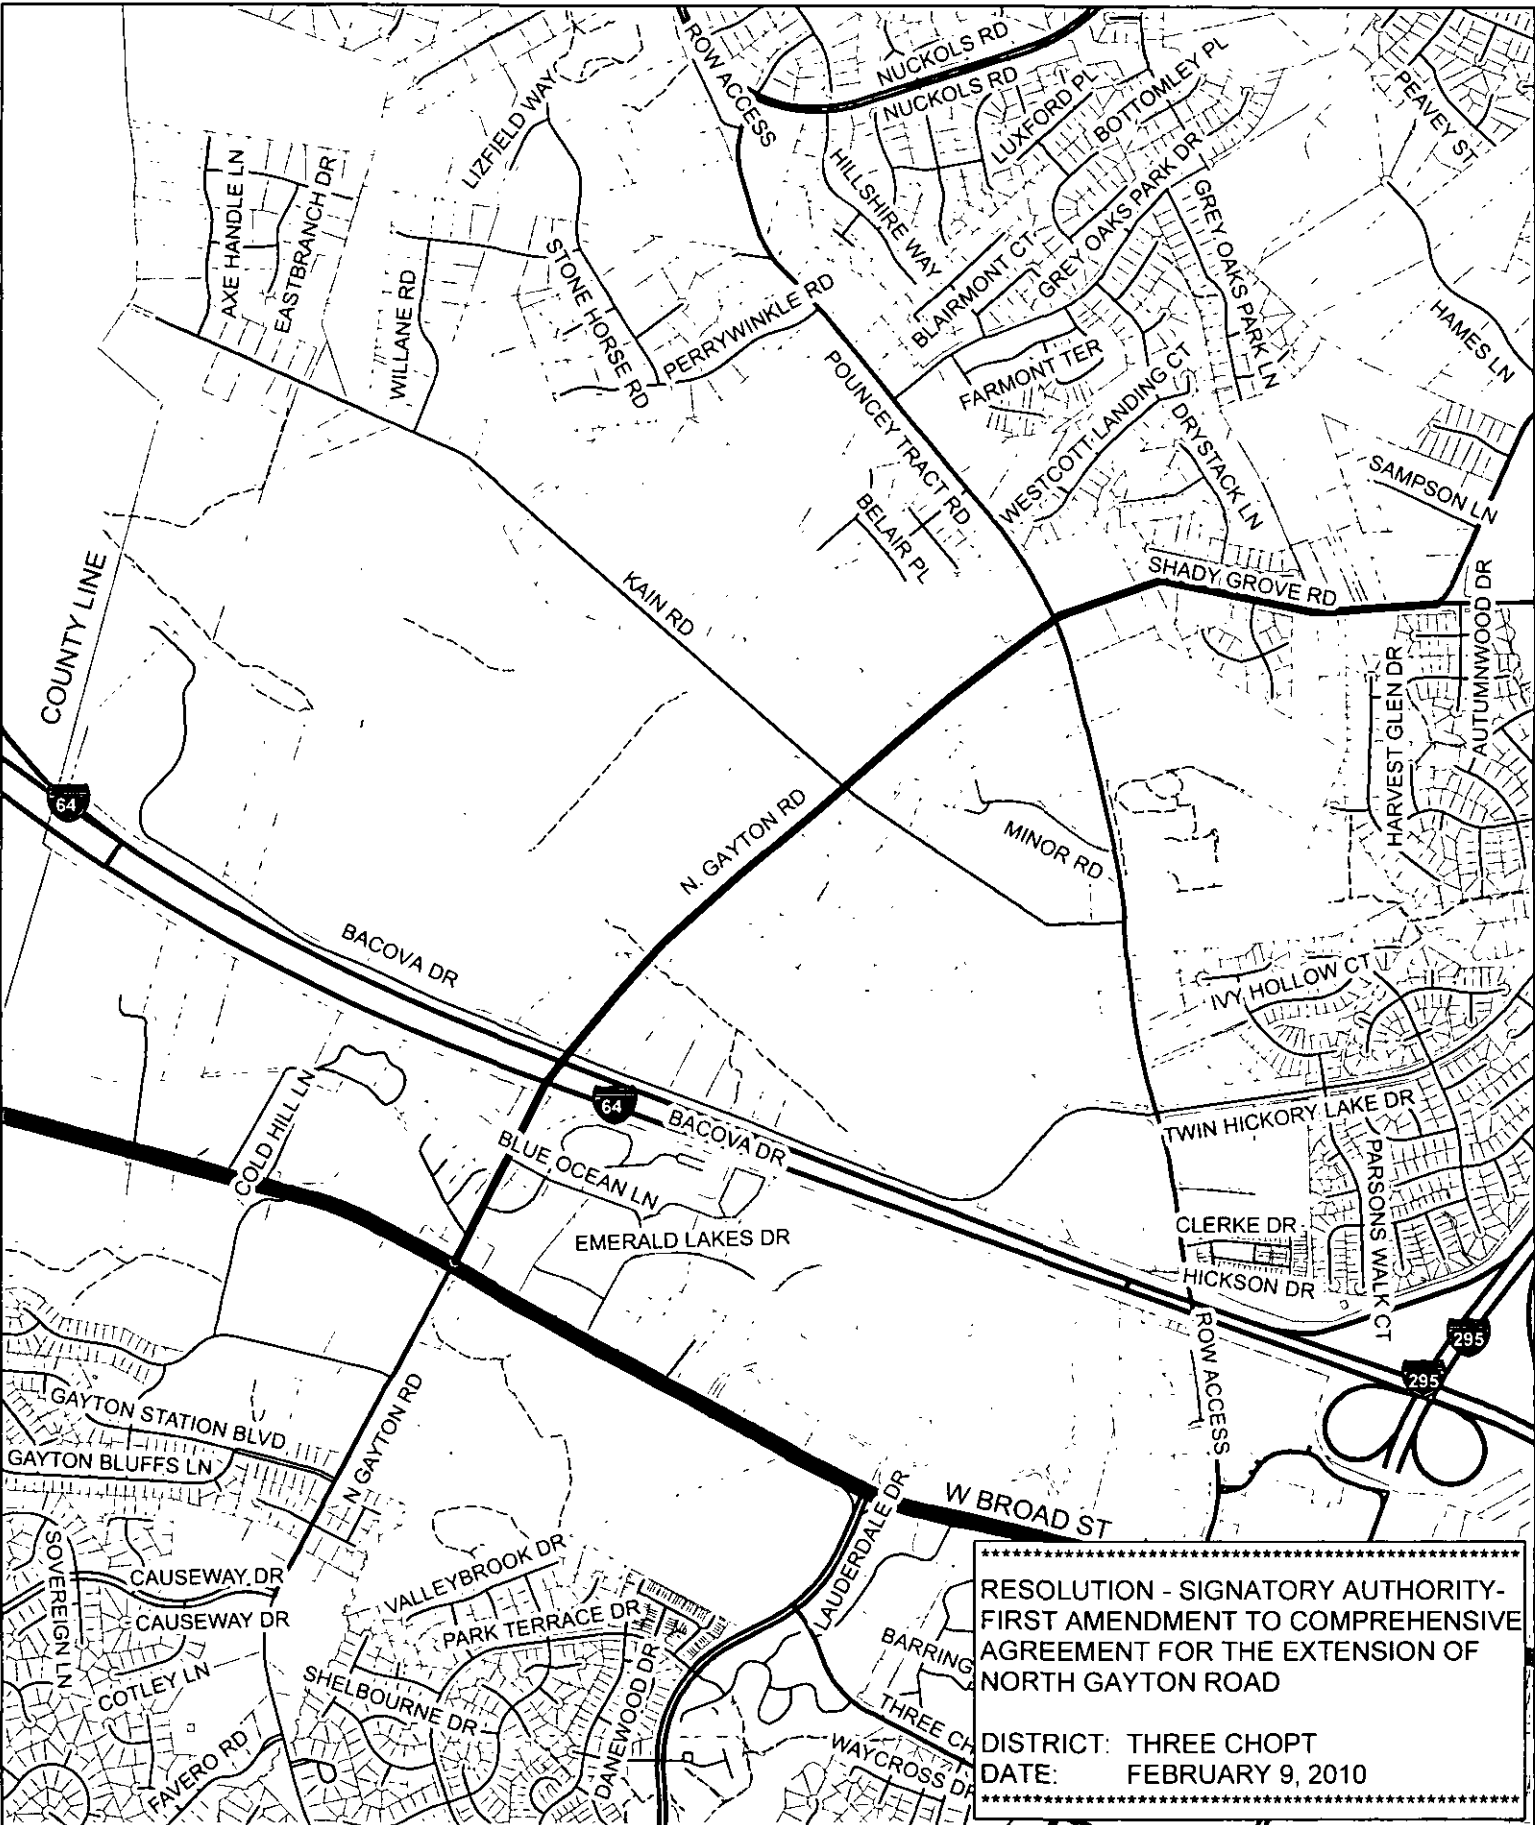 ROW ACCESS
NUCKOLS RD
NUCKOLS RD
LUXFORD PL
BOTTOMLEY PL
PEAVEY ST
LIZFIELD WAY
AXE HANDLE LN
EASTBRANCH DR
HILLSHIRE WAY
GREY OAKS PARK DR
GREY OAKS PARK LN
WILLANE RD
STONE HORSE RD
PERRYWINKLE RD
BLAIRMONT CT
HAMES LN
POUNCEY TRACT RD
FARMONT TER
WESTCOTT LANDING CT
DRYSTACK LN
SAMPSON LN
BELAIR PL
COUNTY LINE
KAIN RD
SHADY GROVE RD
AUTUMNWOOD DR
HARVEST GLEN DR
64
N. GAYTON RD
MINOR RD
BACOVA DR
IVY HOLLOW CT
COLD HILL LN
64
BACOVA DR
TWIN HICKORY LAKE DR
BLUE OCEAN LN
PARSONS WALK CT
EMERALD LAKES DR
CLERKE DR
HICKSON DR
ROW ACCESS
295
295
GAYTON STATION BLVD
GAYTON BLUFFS LN
N GAYTON RD
W BROAD ST
LAUDERDALE DR
SOVEREIGN LN
CAUSEWAY DR
CAUSEWAY DR
VALLEYBROOK DR
PARK TERRACE DR
COTLEY LN
SHELBOURNE DR
DANEWOOD DR
BARRING
THREE CH
WAYCROSS DR
FAVERO RD
RESOLUTION - SIGNATORY AUTHORITY-
FIRST AMENDMENT TO COMPREHENSIVE
AGREEMENT FOR THE EXTENSION OF
NORTH GAYTON ROAD
DISTRICT: THREE CHOPT
DATE: FEBRUARY 9, 2010